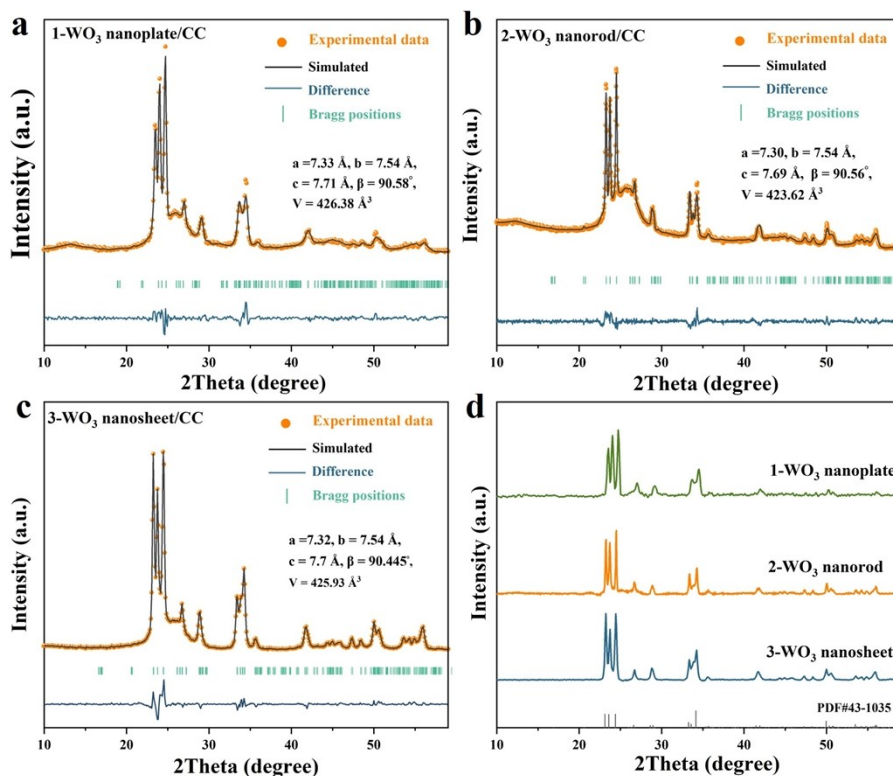 a
1-WO₃ nanoplate/CC
Experimental data
Simulated
Difference
Bragg positions
a =7.33 Å, b = 7.54 Å,
c = 7.71 Å, β = 90.58°,
V = 426.38 Å³
Intensity (a.u.)
10 20 30 40 50
2Theta (degree)
b
2-WO₃ nanorod/CC
Experimental data
Simulated
Difference
Bragg positions
a =7.30, b = 7.54 Å,
c = 7.69 Å, β = 90.56°,
V = 423.62 Å³
Intensity (a.u.)
10 20 30 40 50
2Theta (degree)
c
3-WO₃ nanosheet/CC
Experimental data
Simulated
Difference
Bragg positions
a =7.32, b = 7.54 Å,
c = 7.7 Å, β = 90.445°,
V = 425.93 Å³
Intensity (a.u.)
10 20 30 40 50
2Theta (degree)
d
1-WO₃ nanoplate
2-WO₃ nanorod
3-WO₃ nanosheet
PDF#43-1035
Intensity (a.u.)
10 20 30 40 50
2Theta (degree)